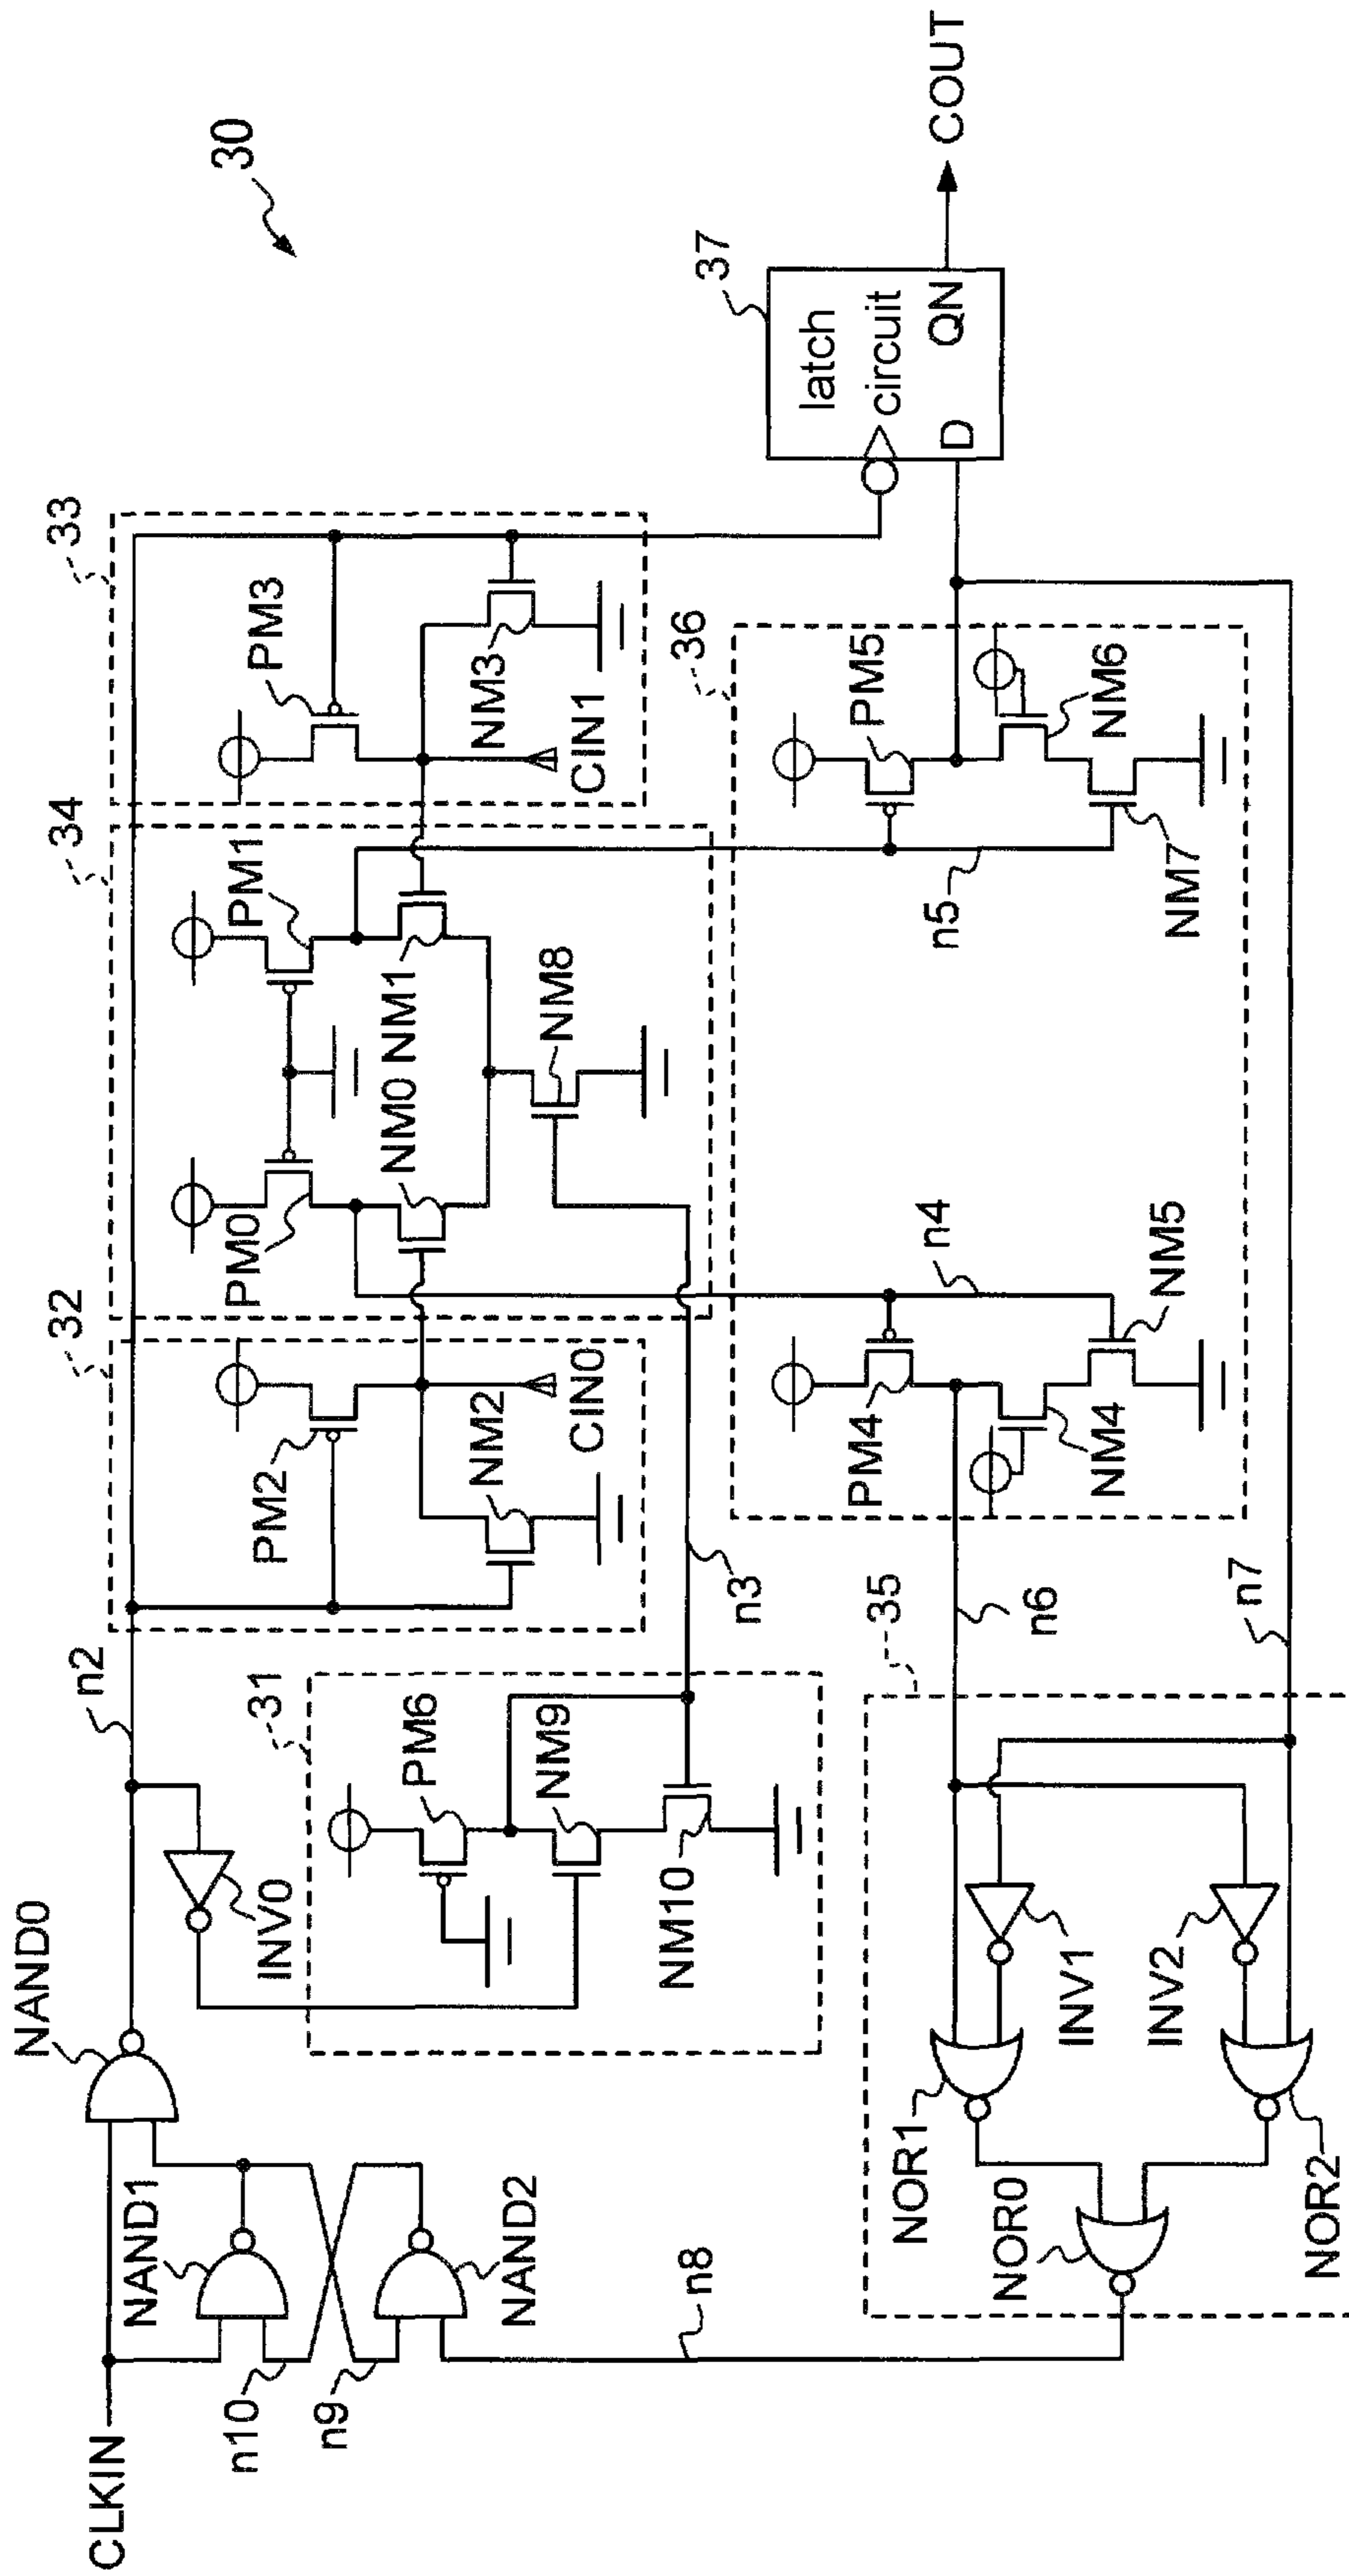 30
CLKIN
NAND0
NAND1
NAND2
n10
n9
n8
n2
INV0
31
PM6
NM9
NM10
n3
32
PM2
NM2
CIN0
34
PM0
PM1
NM0
NM1
NM8
33
PM3
NM3
CIN1
35
NOR0
NOR1
NOR2
INV1
INV2
n6
n7
36
PM4
NM4
NM5
n4
n5
PM5
NM6
NM7
37
latch
circuit
D
QN
COUT